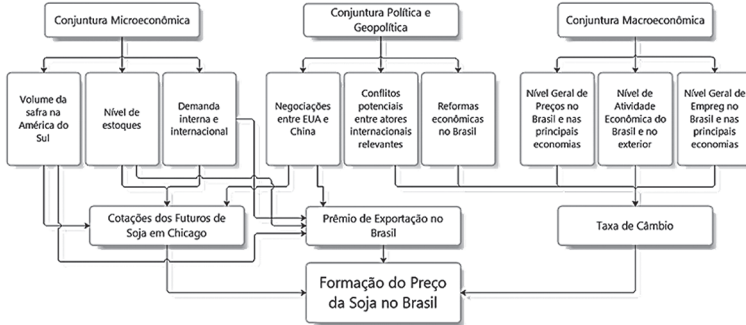 Conjuntura Microeconômica
Conjuntura Política e
Geopolítica
Conjuntura Macroeconômica
Volume da
safra na
América do
Sul
Nível de
estoques
Demanda
interna e
internacional
Negociações
entre EUA e
China
Conflitos
potenciais
entre atores
internacionais
relevantes
Reformas
econômicas
no Brasil
Nível Geral de
Preços no
Brasil e nas
principais
economias
Nível de
Atividade
Econômica do
Brasil e no
exterior
Nível Geral de
Empreg no
Brasil e nas
principais
economias
Cotações dos Futuros de
Soja em Chicago
Prêmio de Exportação no
Brasil
Taxa de Câmbio
Formação do Preço
da Soja no Brasil